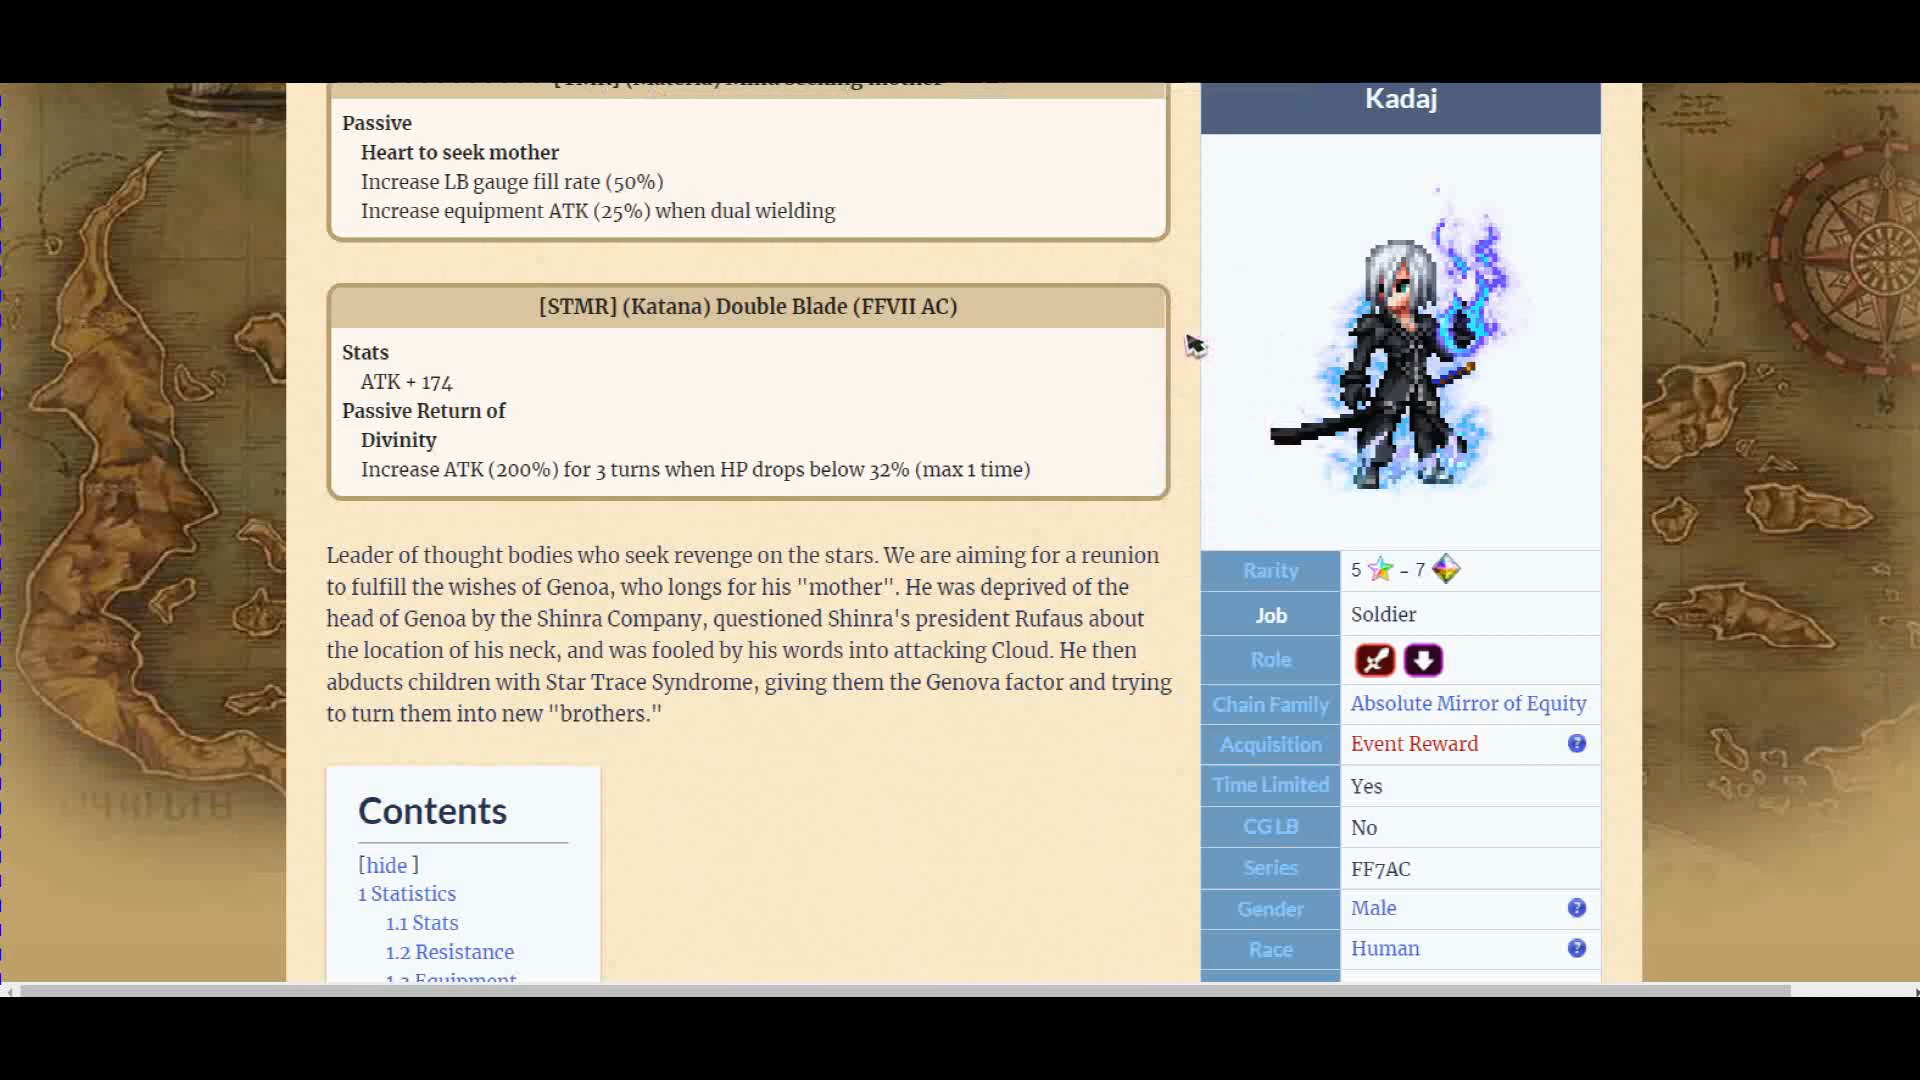 [TMR] (Materia) Mind seeking mother
Passive
Heart to seek mother
Increase LB gauge fill rate (50%)
Increase equipment ATK (25%) when dual wielding
[STMR] (Katana) Double Blade (FFVII AC)
Stats
ATK + 174
Passive Return of
Divinity
Increase ATK (200%) for 3 turns when HP drops below 32% (max 1 time)
Leader of thought bodies who seek revenge on the stars. We are aiming for a reunion
to fulfill the wishes of Genoa, who longs for his "mother". He was deprived of the
head of Genoa by the Shinra Company, questioned Shinra's president Rufaus about
the location of his neck, and was fooled by his words into attacking Cloud. He then
abducts children with Star Trace Syndrome, giving them the Genova factor and trying
to turn them into new "brothers."
Contents
[hide ]
1 Statistics
1.1 Stats
1.2 Resistance
1.3 Equipment
Kadaj
Rarity 5 - 7
Job Soldier
Role
Chain Family Absolute Mirror of Equity
Acquisition Event Reward ?
Time Limited Yes
CG LB No
Series FF7AC
Gender Male ?
Race Human ?